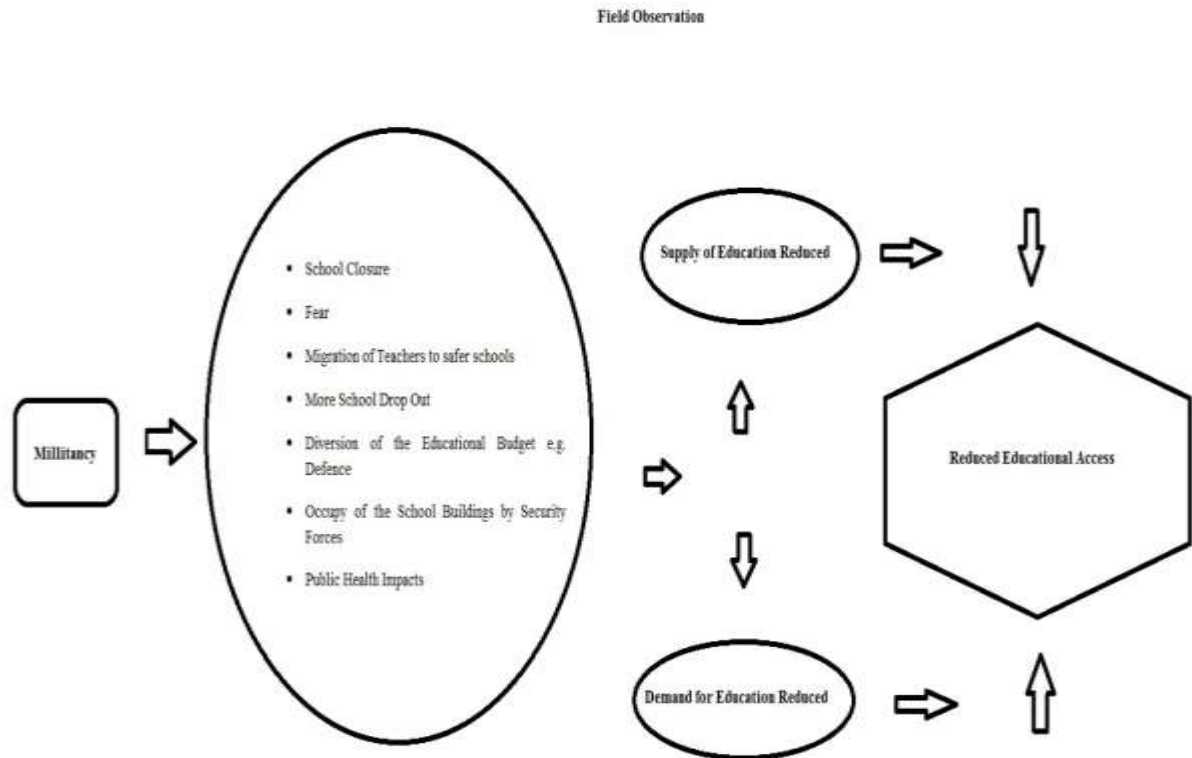 Field Observation
Millitancy
• School Closure
• Fear
• Migration of Teachers to safer schools
• More School Drop Out
• Diversion of the Educational Budget e.g.
Defence
• Occupy of the School Buildings by Security
Forces
• Public Health Impacts
Supply of Education Reduced
Demand for Education Reduced
Reduced Educational Access